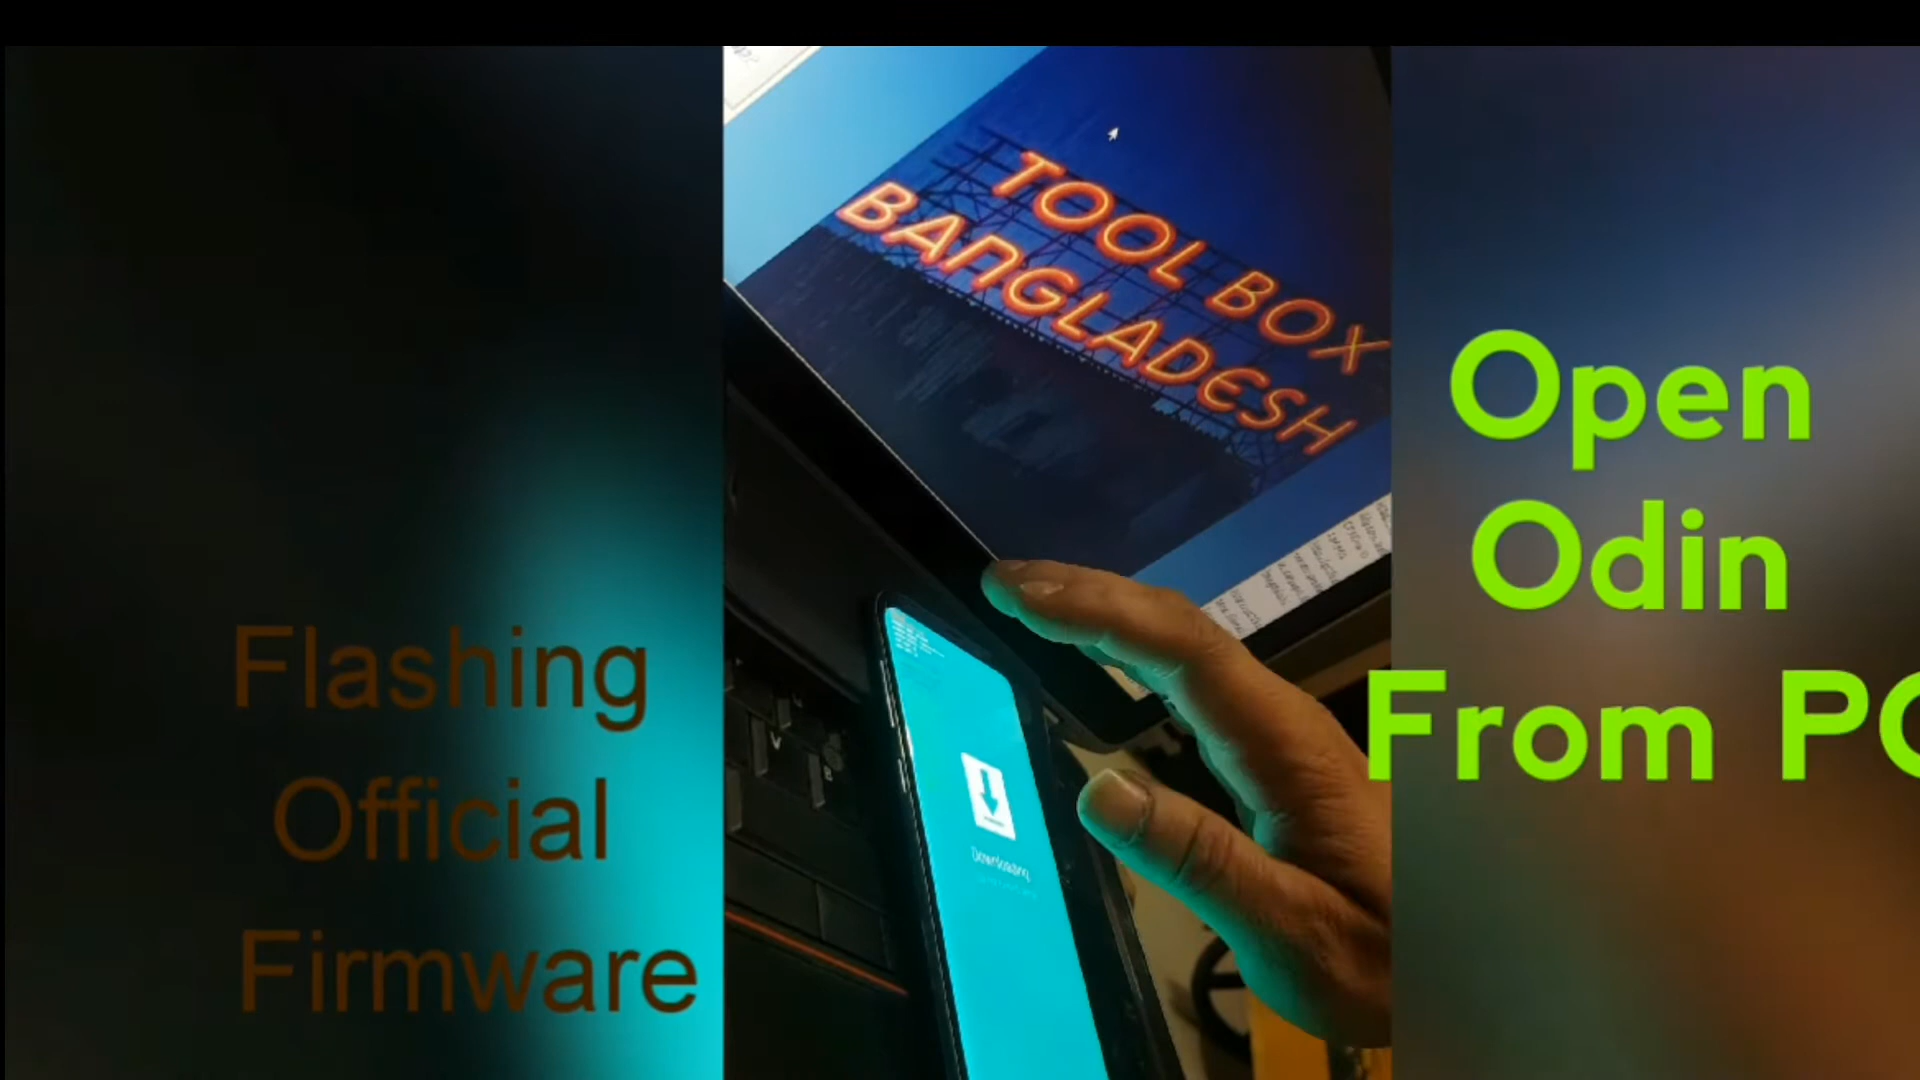 TOOL BOX
BANGLADESH
Flashing
Official
Firmware
Open
Odin
From PC
Downloading
V
B